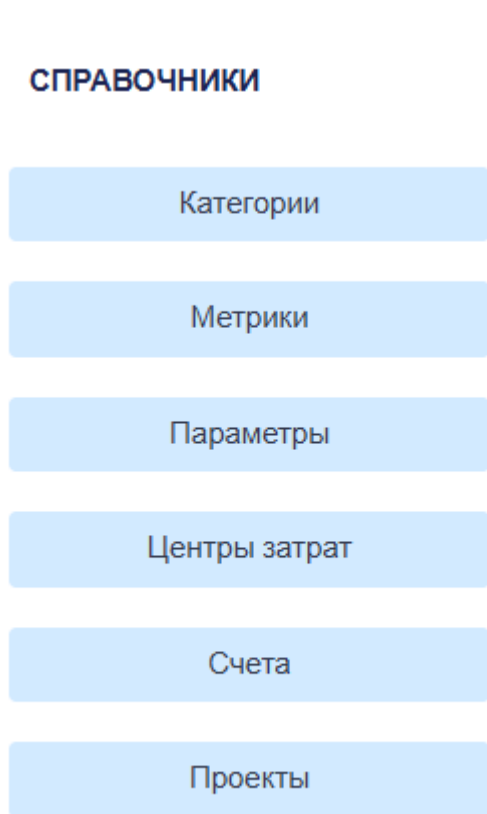 СПРАВОЧНИКИ
Категории
Метрики
Параметры
Центры затрат
Счета
Проекты